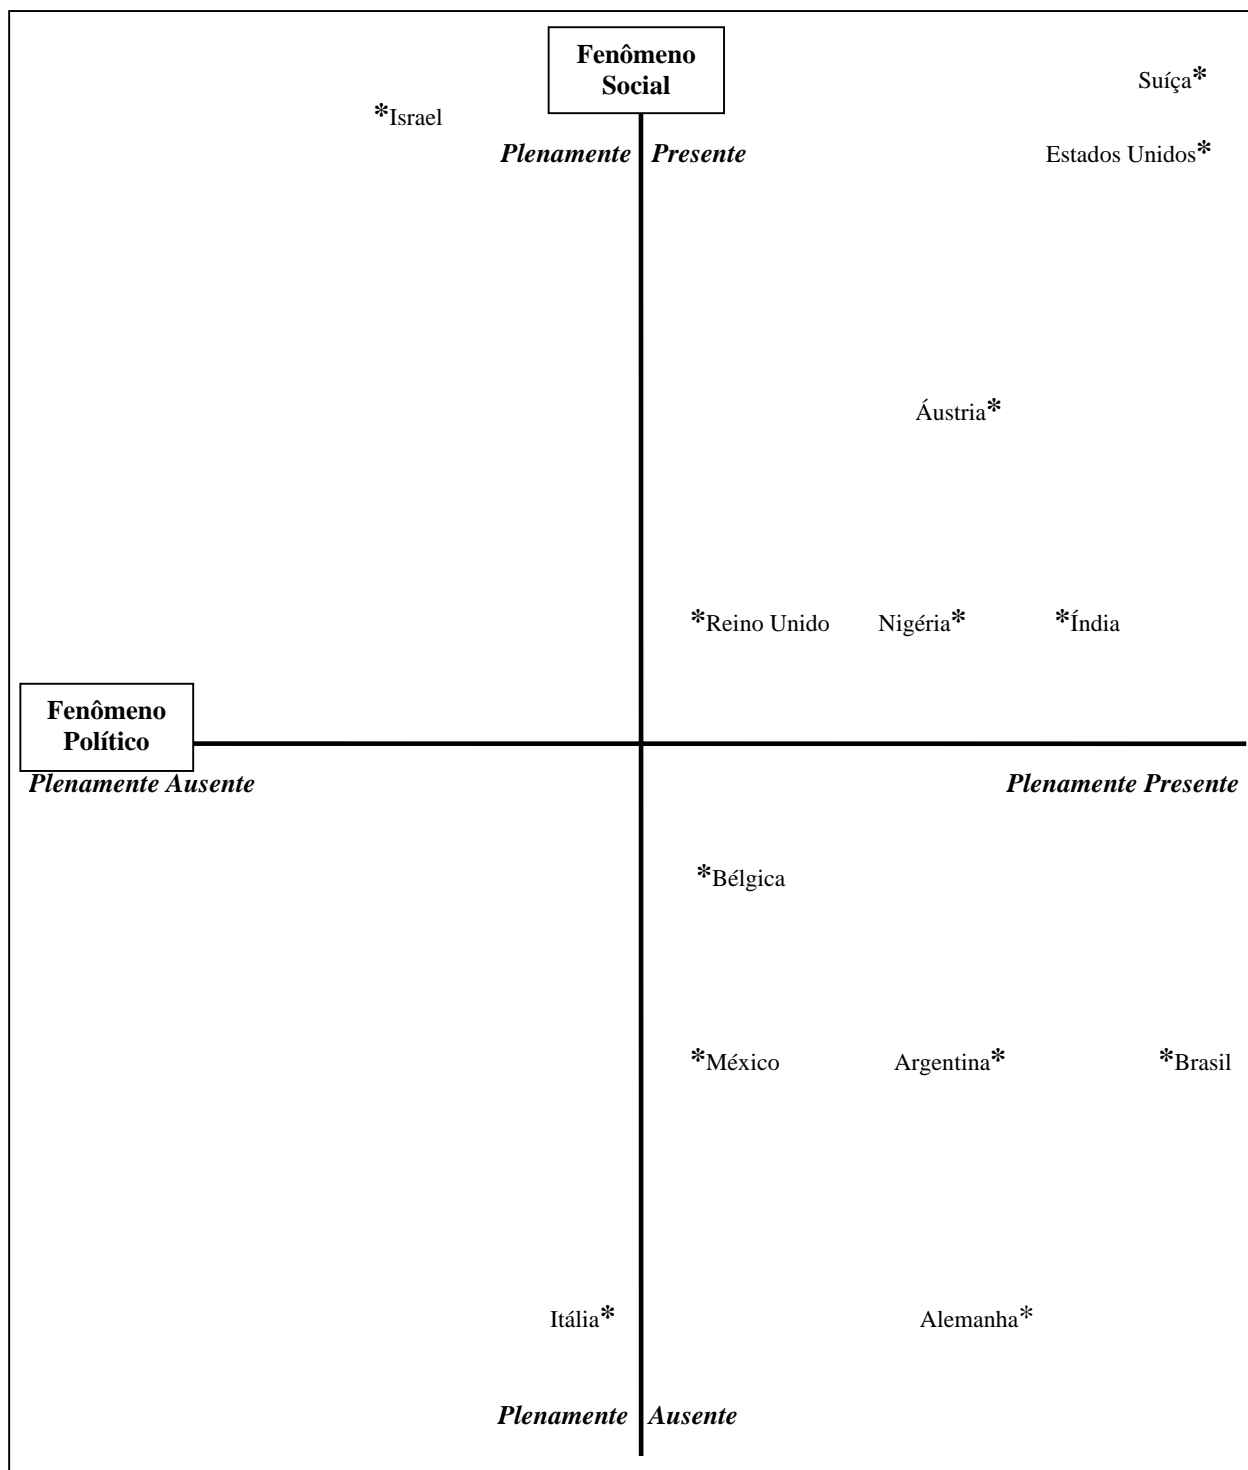 Fenômeno
Social
Suíça*
*Israel
Plenamente Presente
Estados Unidos*
Áustria*
*Reino Unido Nigéria* *Índia
Fenômeno
Político
Plenamente Ausente Plenamente Presente
*Bélgica
*México Argentina* *Brasil
Itália* Alemanha*
Plenamente Ausente